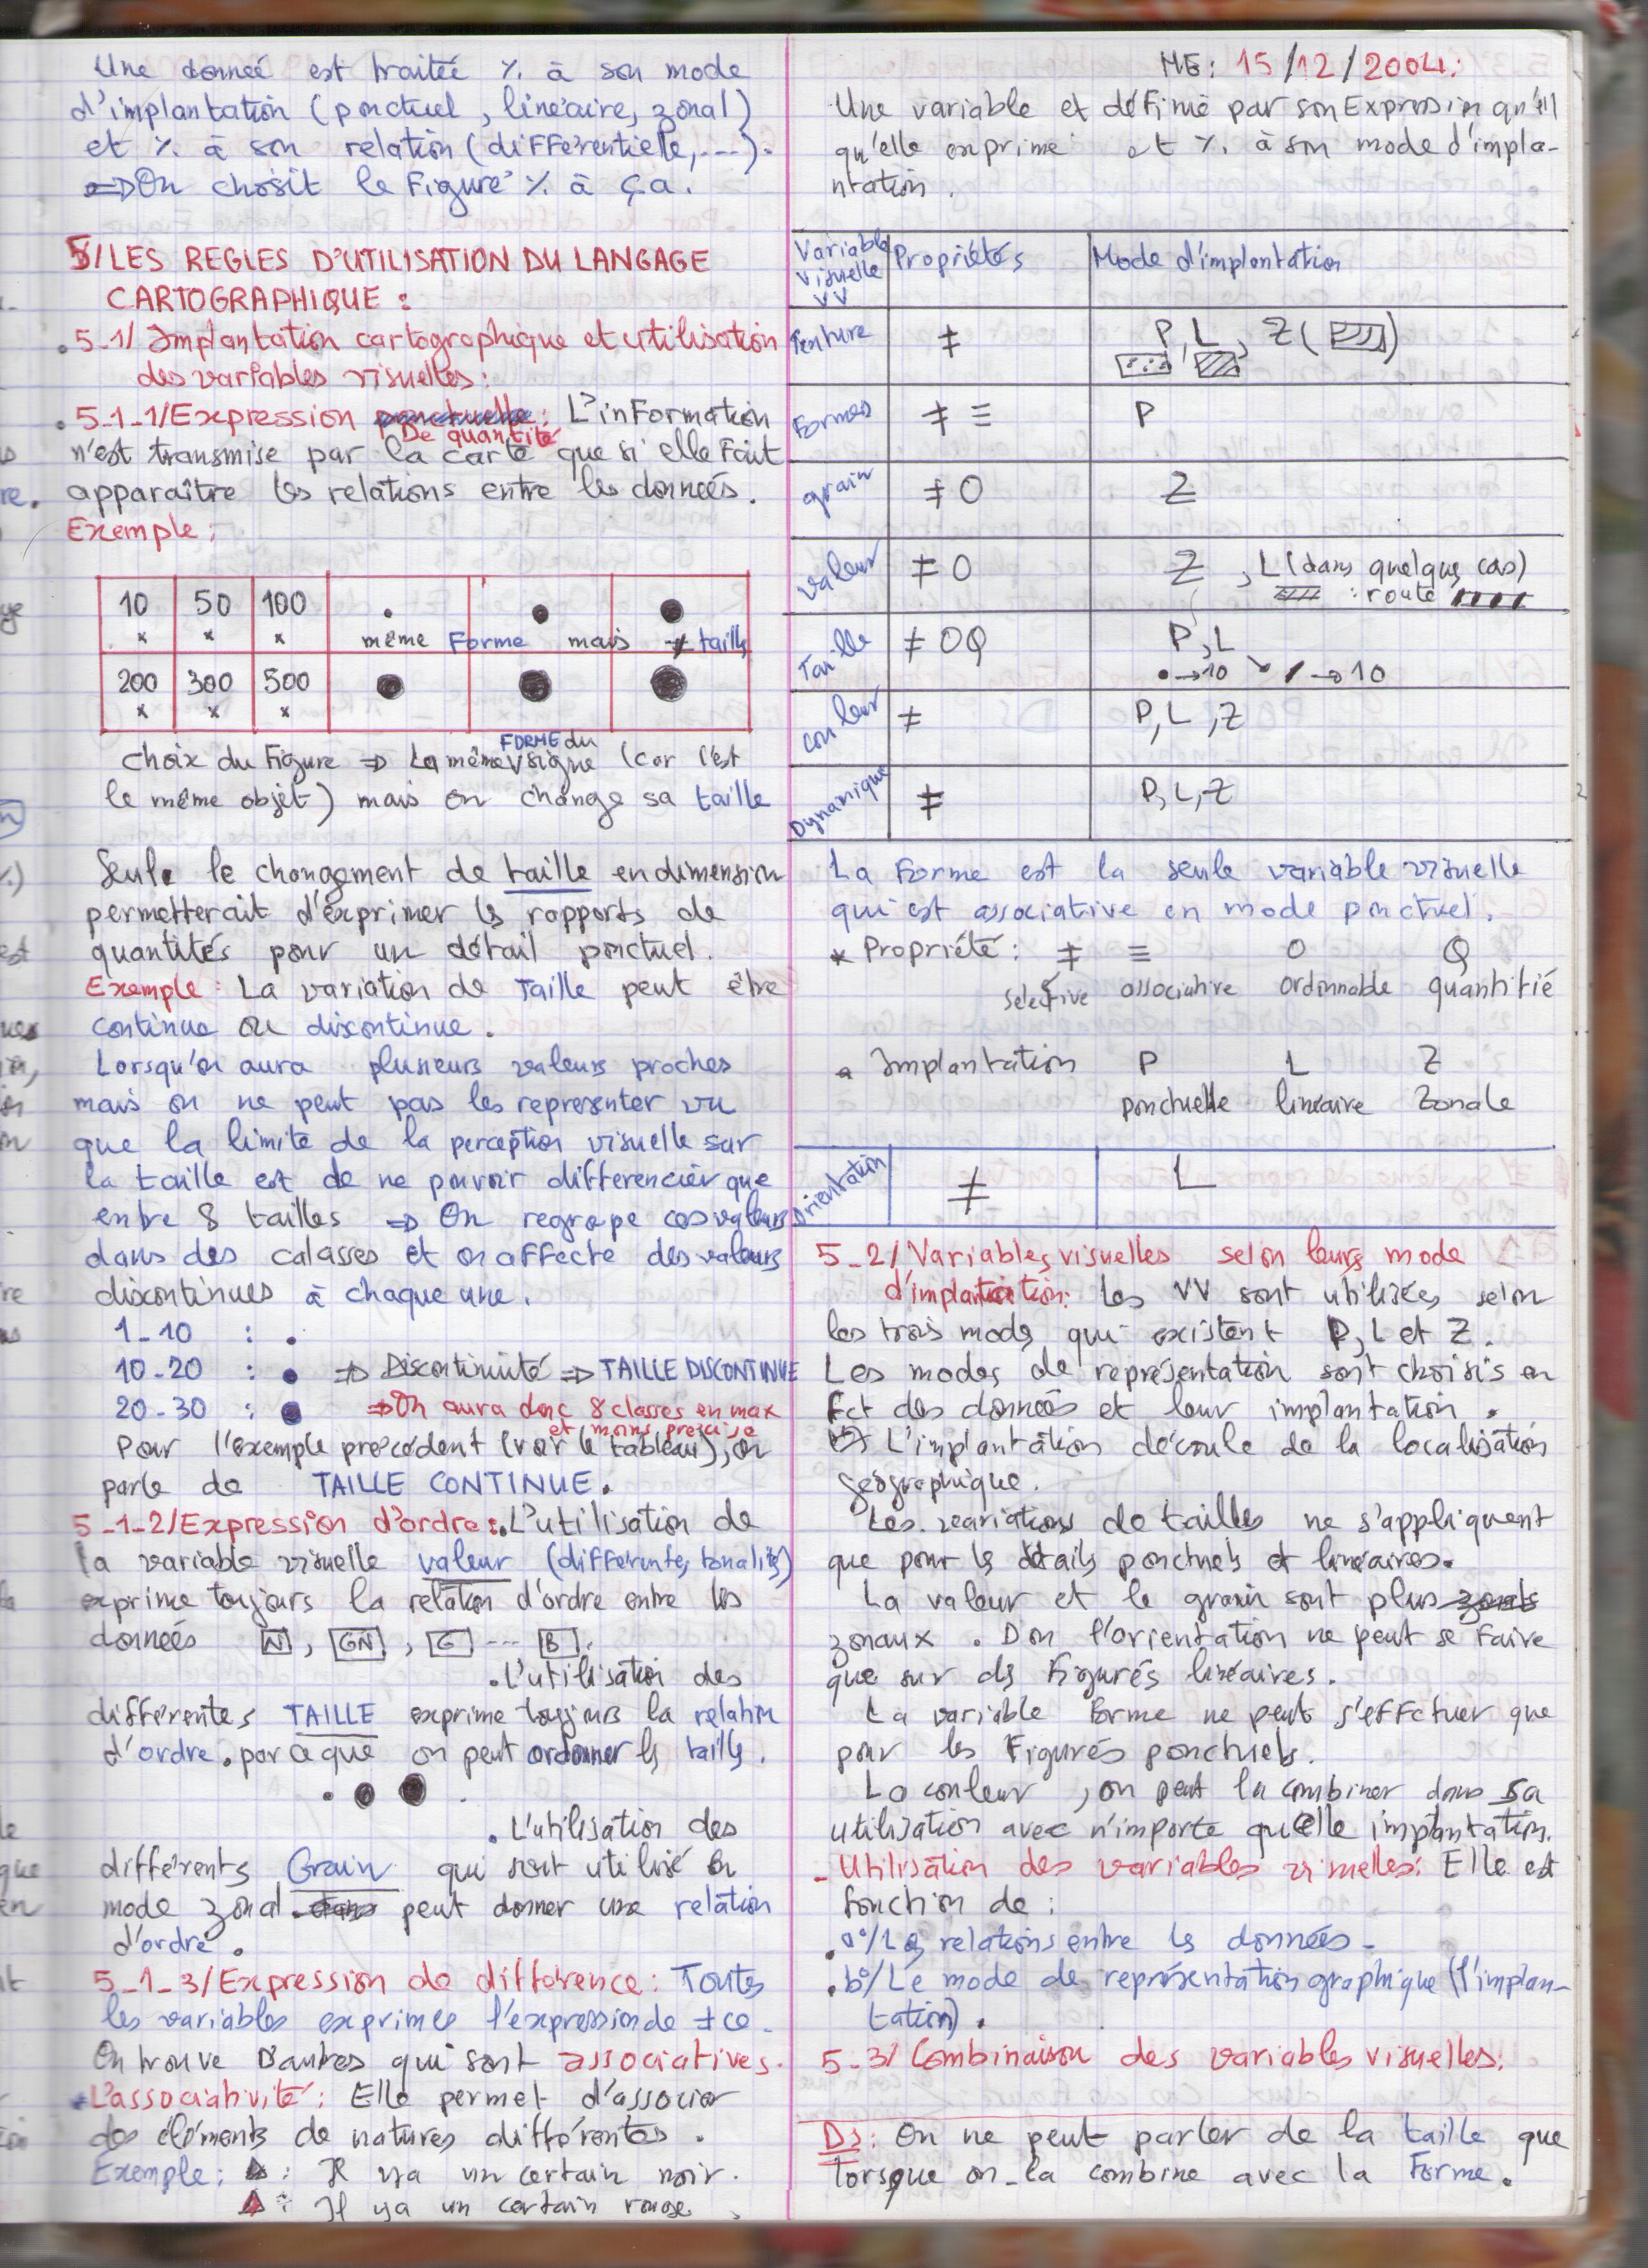 Une donneé est traitée %. à son mode
d'implantation (ponctuel, linéaire, zonal)
et %. à son relation (différentielle, ...).
⇒ On choisit le Figuré %. à ça.
5/ LES REGLES D'UTILISATION DU LANGAGE
CARTOGRAPHIQUE :
. 5-1/ Implantation cartographique et utilisation
des variables visuelles :
. 5-1-1/ Expression De quantité : L'inFormation
n'est transmise par la carte que si elle Fait
apparaître les relations entre les données.
Exemple :
10 50 100
x x x même Forme mais ≠ taille
200 300 500
x x x
choix du Figure ⇒ La même FORME du signe (car c'est
le même objet) mais on change sa taille
Seule le changement de taille en dimension
permetterait d'exprimer les rapports de
quantités pour un détail ponctuel.
Exemple : La variation de Taille peut être
continue ou discontinue.
Lorsqu'on aura plusieurs valeurs proches
mais on ne peut pas les representer vu
que la limite de la perception visuelle sur
la taille est de ne pouvoir differencier que
entre 8 tailles ⇒ On regrope ces valeurs
dans des calasses et on affecte des valeurs
discontinues à chaque une.
1-10 : .
10-20 : ● ⇒ Discontinuité ⇒ TAILLE DISCONTINUE
20-30 : ● ⇒ On aura donc 8 classes en max
et moins precise
Pour l'exemple precedent (voir le tableau), on
parle de TAILLE CONTINUE.
5-1-2/ Expression d'ordre : . L'utilisation de
la variable visuelle valeur (différentes tonalités)
exprime toujours la relation d'ordre entre les
données N, GN, G ... B.
. L'utilisation des
différentes TAILLE exprime toujours la relation
d'ordre. parceque on peut ordonner les tailles.
. ● ●
. L'utilisation des
différents Grain qui sont utilisé en
mode zonal peut donner une relation
d'ordre.
5-1-3/ Expression de différence : Toutes
les variables exprimes l'expression de ≠ce.
On trouve D'autres qui sont associatives.
* L'associativité : Elle permet d'associer
des éléments de natures différentes.
Exemple : ▲ : Il ya un certain noir.
▲ : Il ya un certain rouge.
ME : 15/12/2004 :
Une variable et déFinie par son Expression qu'ell
qu'elle exprime et %. à son mode d'impla-
ntation.
Variable visuelle VV Propriétés Mode d'implantation
Texture ≠ P, L, Z ( )
Formes ≠ ≡ P
grain ≠ O Z
valeur ≠ O Z, L (dans quelques cas)
: route
Taille ≠ O Q P, L
● → 10 → 10
couleur ≠ P, L, Z
Dynamique ≠ P, L, Z
La Forme est la seule variable visuelle
qui est associative en mode ponctuel.
* Propriété : ≠ ≡ O Q
sélective associative ordonnable quantitié
. Implantation P L Z
ponctuelle linéaire Zonale
Orientation ≠ L
5-2/ Variables visuelles selon leurs mode
d'implantation : Les VV sont utilisées selon
les trois modes qui existent P, L et Z.
Les modes de représentation sont choisis en
Fct des données et leur implantation.
⇒ L'implantation découle de la localisation
géographique.
Les variations de tailles ne s'appliquent
que pour les détails ponctuels et linéaires.
La valeur et le grain sont plus
zonaux. Don l'orientation ne peut se Faire
que sur des Figurés linéaires.
La variable Forme ne peut s'effctuer que
pour les Figurés ponctuels.
La couleur, on peut la combiner dans sa
utilisation avec n'importe quelle implantation.
- Utilisation des variables visuelles : Elle est
fonction de :
. a°/ Les relations entre les données.
. b°/ Le mode de représentation graphique (l'implan-
tation).
5-3/ Combinaison des variables visuelles :
Ds : On ne peut parler de la taille que
lorsque on la combine avec la Forme.